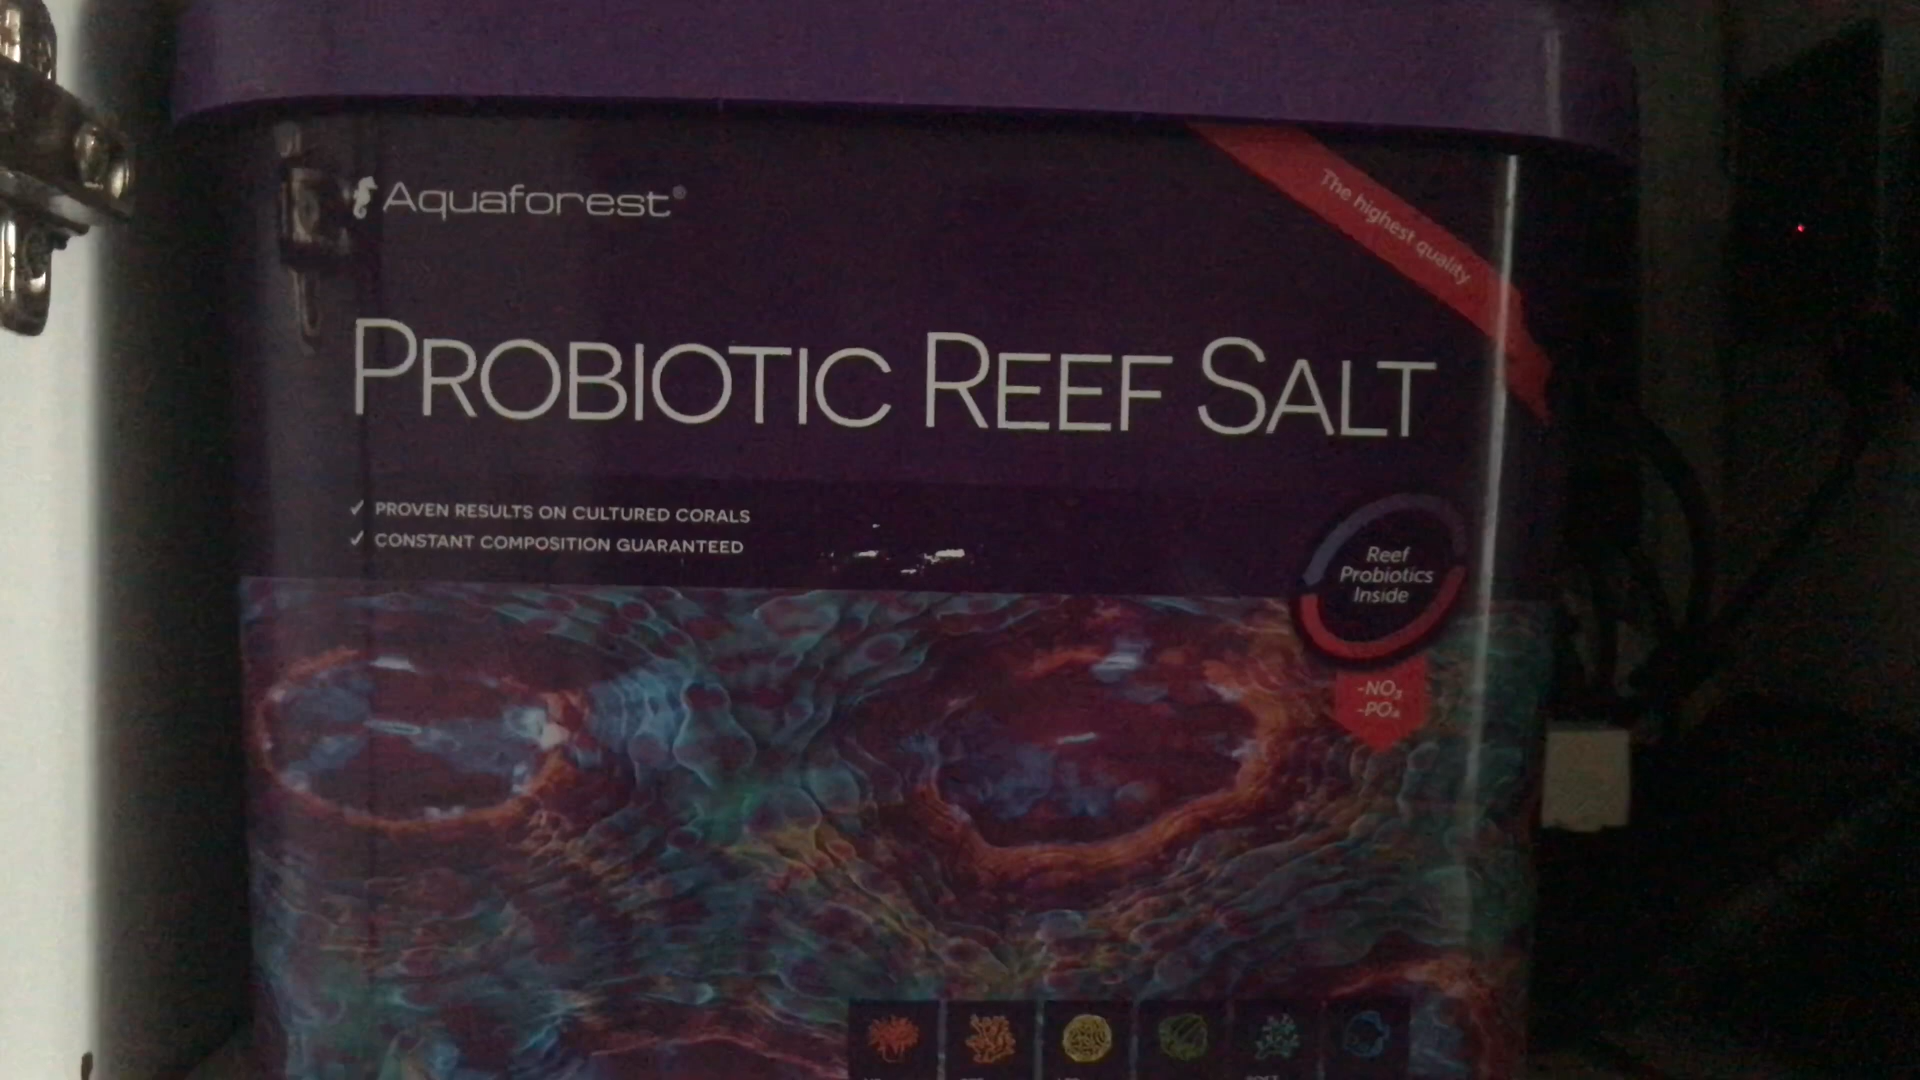 Aquaforest®
The highest quality
PROBIOTIC REEF SALT
✓ PROVEN RESULTS ON CULTURED CORALS
✓ CONSTANT COMPOSITION GUARANTEED
Reef
Probiotics
Inside
-NO₃
-PO₄